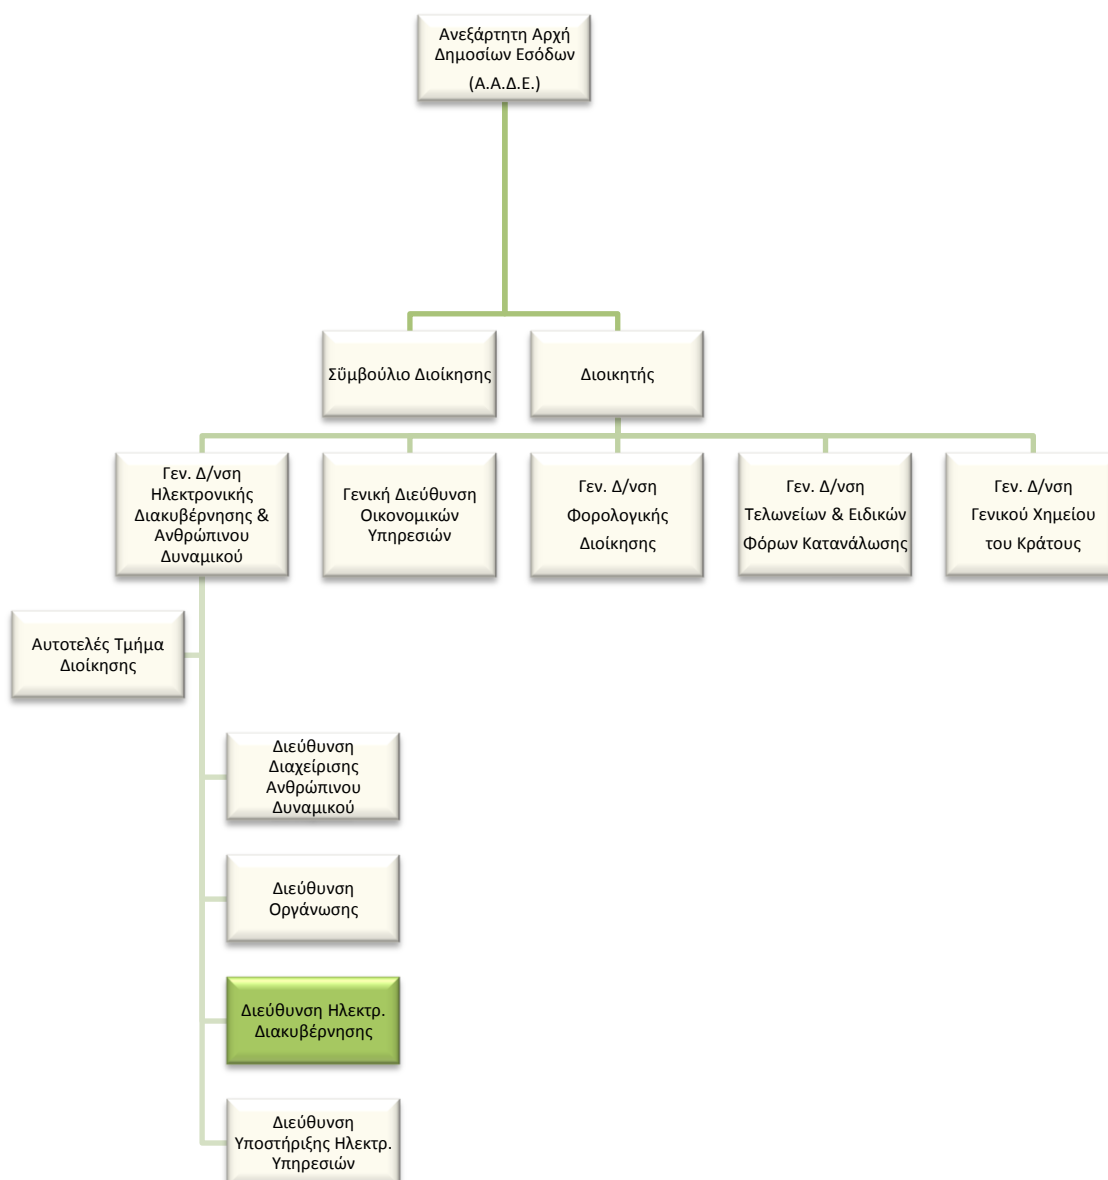 Ανεξάρτητη Αρχή
Δημοσίων Εσόδων
(Α.Α.Δ.Ε.)
Σΰμβούλιο Διοίκησης
Διοικητής
Γεν. Δ/νση
Ηλεκτρονικής
Διακυβέρνησης &
Ανθρώπινου
Δυναμικού
Γενική Διεύθυνση
Οικονομικών
Υπηρεσιών
Γεν. Δ/νση
Φορολογικής
Διοίκησης
Γεν. Δ/νση
Τελωνείων & Ειδικών
Φόρων Κατανάλωσης
Γεν. Δ/νση
Γενικού Χημείου
του Κράτους
Αυτοτελές Τμήμα
Διοίκησης
Διεύθυνση
Διαχείρισης
Ανθρώπινου
Δυναμικού
Διεύθυνση
Οργάνωσης
Διεύθυνση Ηλεκτρ.
Διακυβέρνησης
Διεύθυνση
Υποστήριξης Ηλεκτρ.
Υπηρεσιών